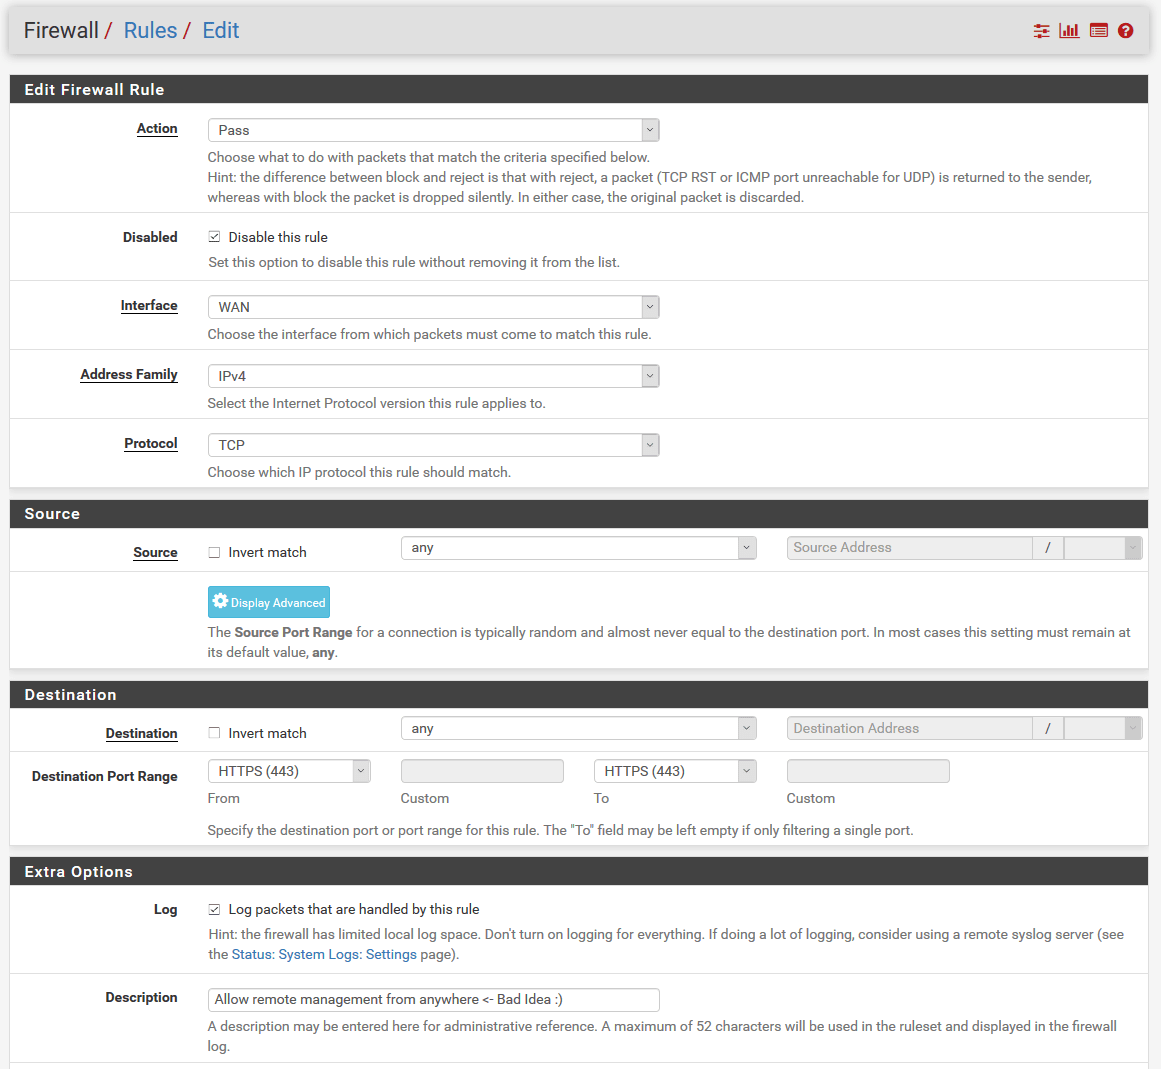 Firewall / Rules / Edit
Edit Firewall Rule
Action
Pass
Choose what to do with packets that match the criteria specified below.
Hint: the difference between block and reject is that with reject, a packet (TCP RST or ICMP port unreachable for UDP) is returned to the sender,
whereas with block the packet is dropped silently. In either case, the original packet is discarded.
Disabled
Disable this rule
Set this option to disable this rule without removing it from the list.
Interface
WAN
Choose the interface from which packets must come to match this rule.
Address Family
IPv4
Select the Internet Protocol version this rule applies to.
Protocol
TCP
Choose which IP protocol this rule should match.
Source
Source
Invert match
any
Source Address
/
Display Advanced
The Source Port Range for a connection is typically random and almost never equal to the destination port. In most cases this setting must remain at
its default value, any.
Destination
Destination
Invert match
any
Destination Address
/
Destination Port Range
HTTPS (443)
HTTPS (443)
From
Custom
To
Custom
Specify the destination port or port range for this rule. The "To" field may be left empty if only filtering a single port.
Extra Options
Log
Log packets that are handled by this rule
Hint: the firewall has limited local log space. Don't turn on logging for everything. If doing a lot of logging, consider using a remote syslog server (see
the Status: System Logs: Settings page).
Description
Allow remote management from anywhere <- Bad Idea :)
A description may be entered here for administrative reference. A maximum of 52 characters will be used in the ruleset and displayed in the firewall
log.